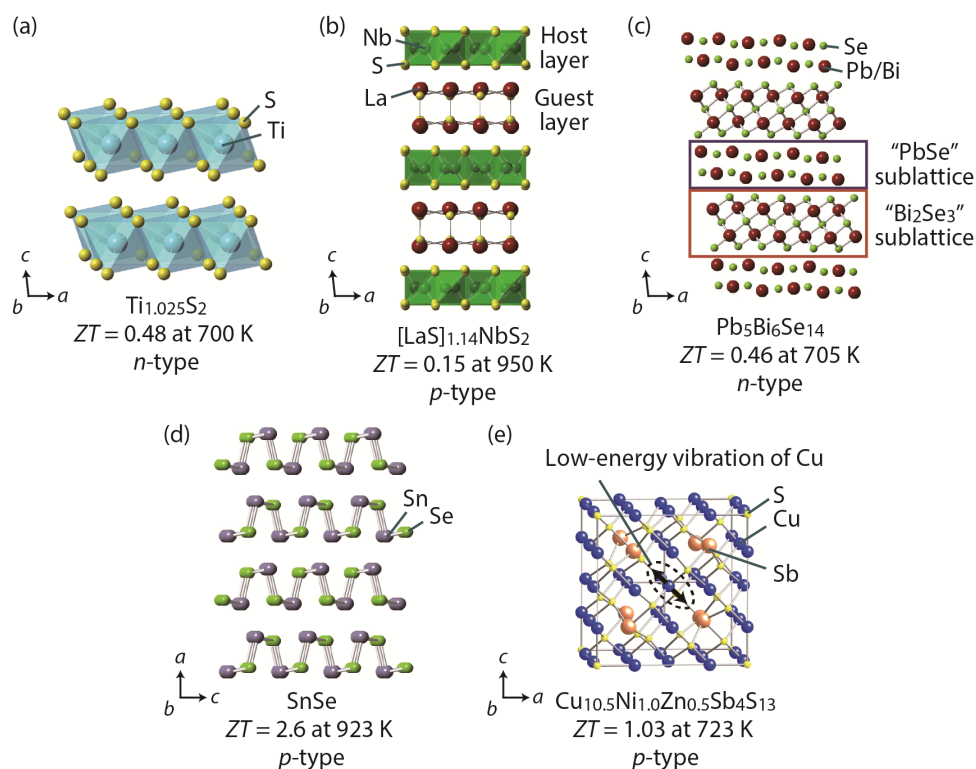 (a)
S
Ti
c
b
a
Ti1.025S2
ZT = 0.48 at 700 K
n-type
(b)
Nb
S
La
Host
layer
Guest
layer
c
b
a
[LaS]1.14NbS2
ZT = 0.15 at 950 K
p-type
(c)
Se
Pb/Bi
"PbSe"
sublattice
"Bi2Se3"
sublattice
c
b
a
Pb5Bi6Se14
ZT = 0.46 at 705 K
n-type
(d)
Sn
Se
a
b
c
SnSe
ZT = 2.6 at 923 K
p-type
(e)
Low-energy vibration of Cu
S
Cu
Sb
c
b
a
Cu10.5Ni1.0Zn0.5Sb4S13
ZT = 1.03 at 723 K
p-type